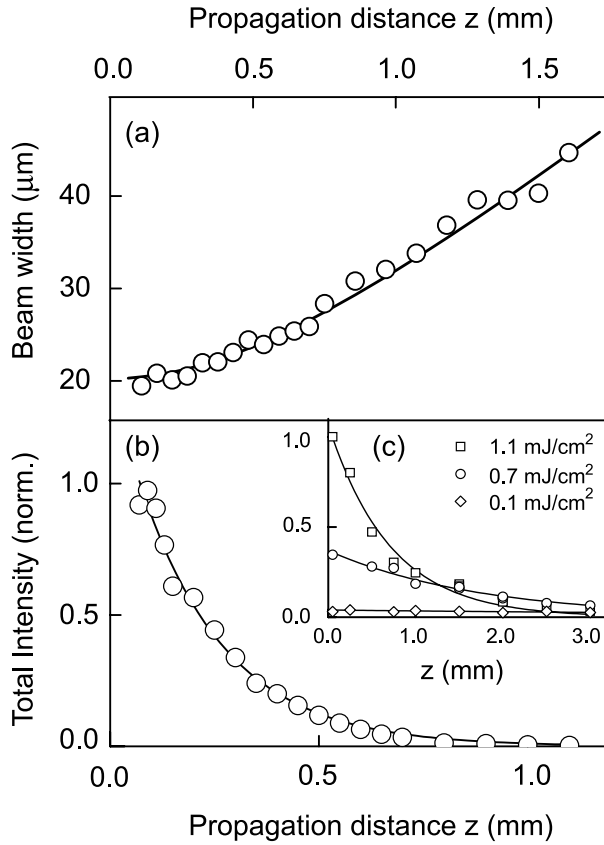 Propagation distance z (mm)
0.0 0.5 1.0 1.5
(a)
Beam width (μm)
40
30
20
(b)
Total Intensity (norm.)
1.0
0.5
0.0
(c)
1.0
0.5
0.0
1.1 mJ/cm²
0.7 mJ/cm²
0.1 mJ/cm²
0.0 1.0 2.0 3.0
z (mm)
0.0 0.5 1.0
Propagation distance z (mm)